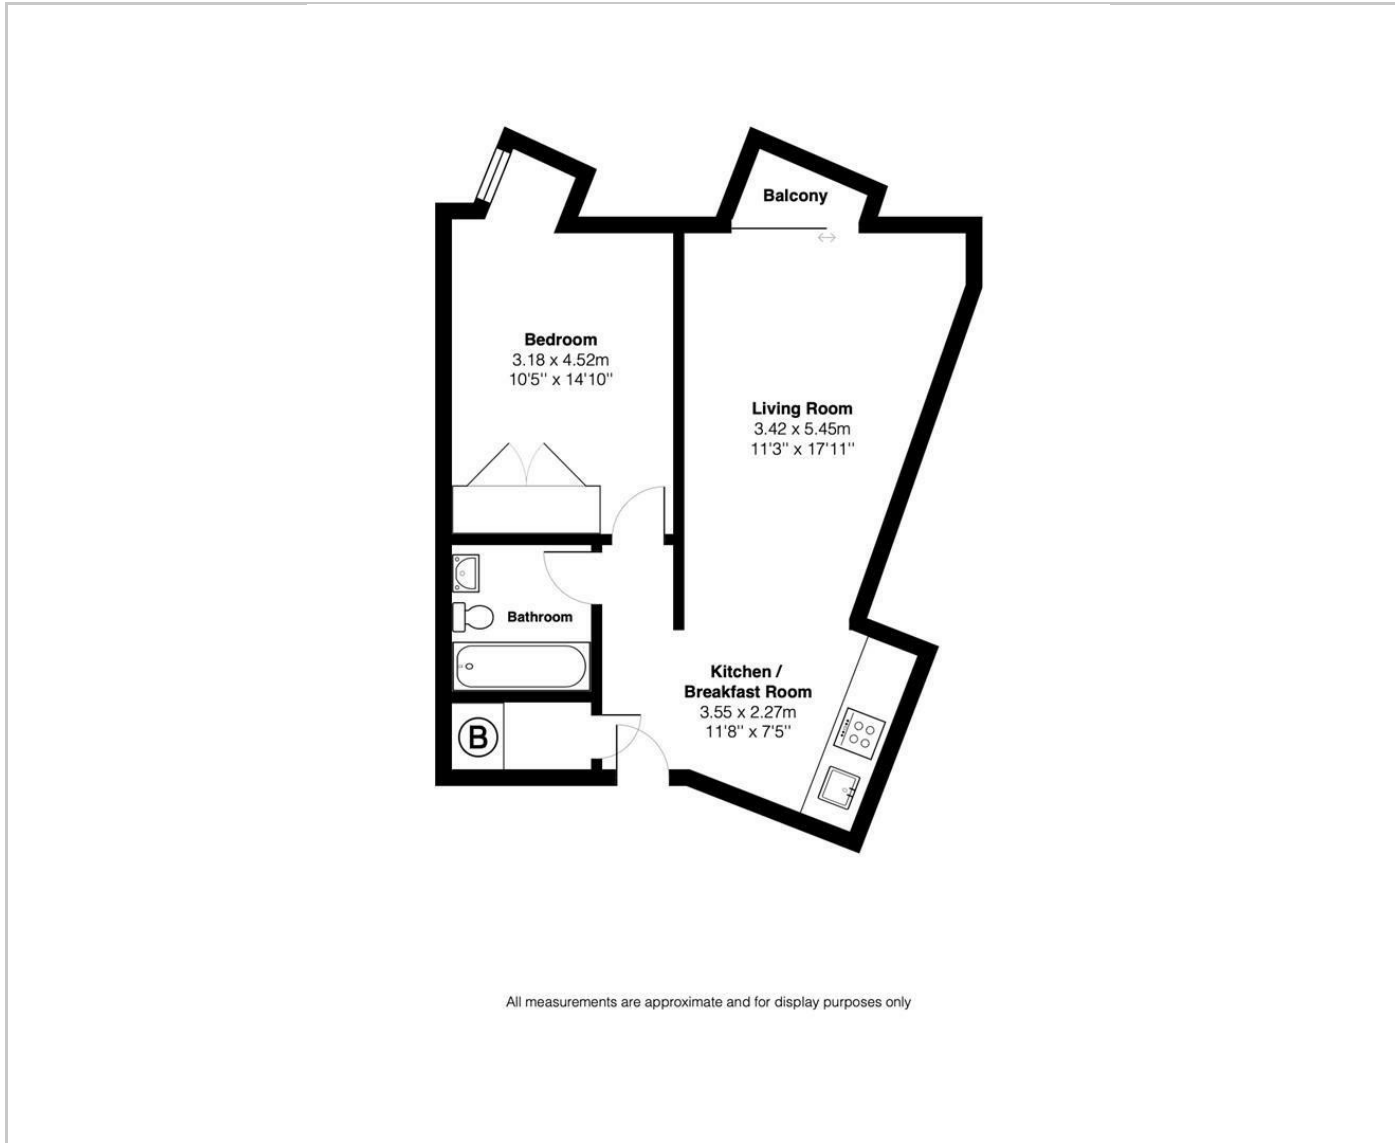 Balcony
Bedroom
3.18 x 4.52m
10'5'' x 14'10''
Living Room
3.42 x 5.45m
11'3'' x 17'11''
Bathroom
Kitchen /
Breakfast Room
3.55 x 2.27m
11'8'' x 7'5''
B
All measurements are approximate and for display purposes only